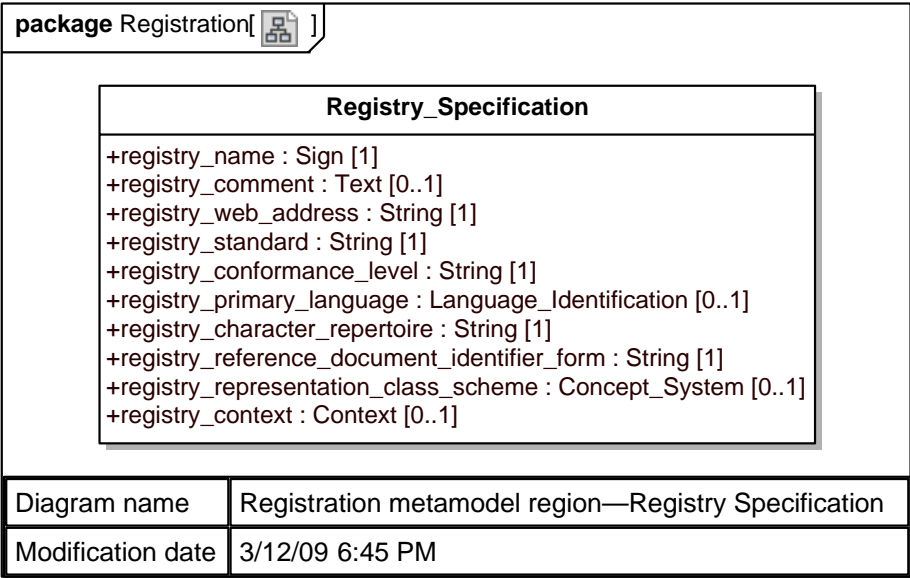 package Registration[ ]
Registry_Specification
+registry_name : Sign [1]
+registry_comment : Text [0..1]
+registry_web_address : String [1]
+registry_standard : String [1]
+registry_conformance_level : String [1]
+registry_primary_language : Language_Identification [0..1]
+registry_character_repertoire : String [1]
+registry_reference_document_identifier_form : String [1]
+registry_representation_class_scheme : Concept_System [0..1]
+registry_context : Context [0..1]
Diagram name Registration metamodel region—Registry Specification
Modification date 3/12/09 6:45 PM